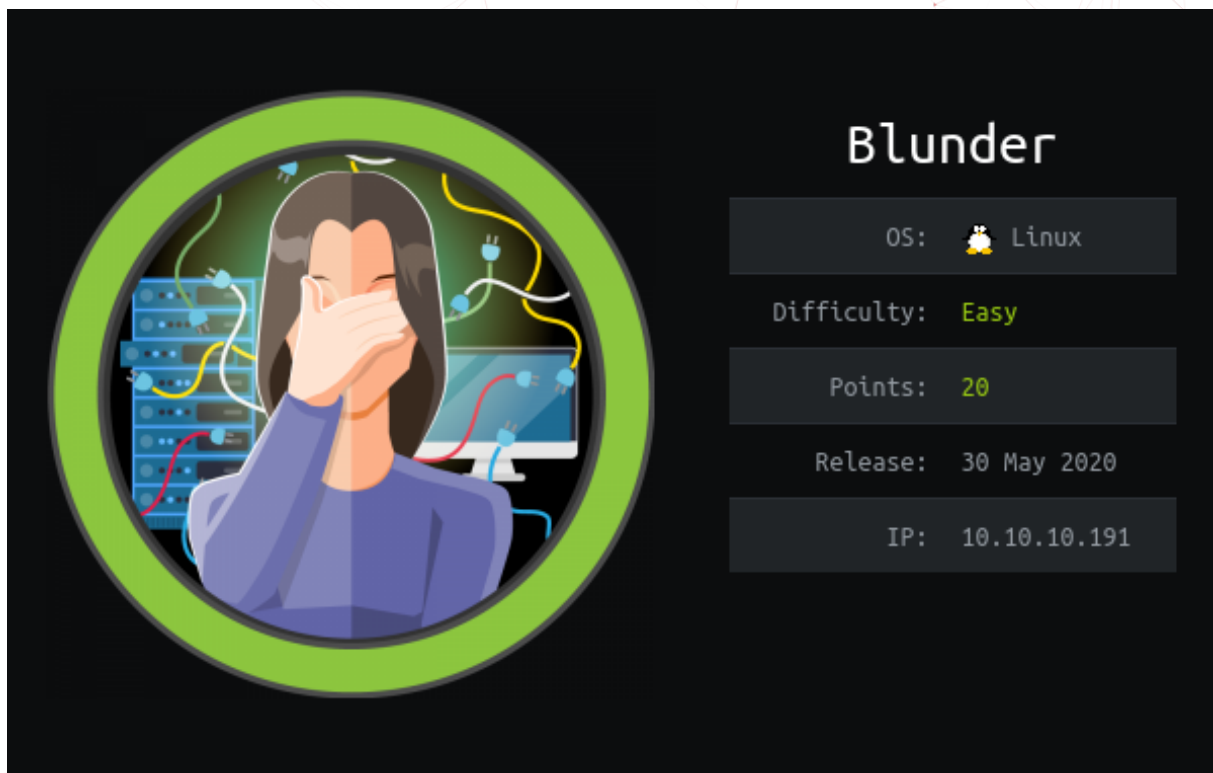 Blunder
OS: Linux
Difficulty: Easy
Points: 20
Release: 30 May 2020
IP: 10.10.10.191